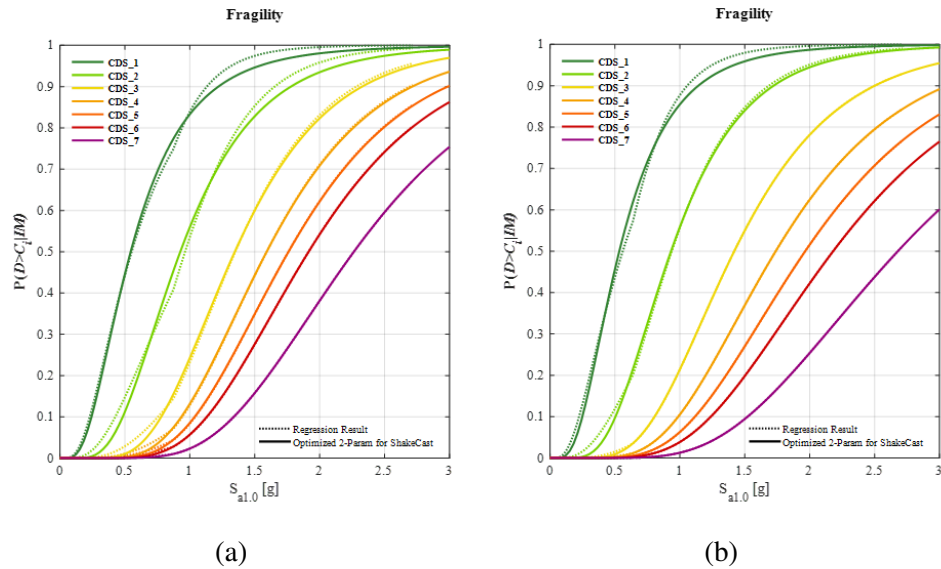 Fragility
1
0.9
0.8
0.7
0.6
0.5
0.4
0.3
0.2
0.1
0
P(D>C_i|IM)
CDS_1
CDS_2
CDS_3
CDS_4
CDS_5
CDS_6
CDS_7
Regression Result
Optimized 2-Param for ShakeCast
0 0.5 1 1.5 2 2.5 3
S_a1.0 [g]
(a)
Fragility
1
0.9
0.8
0.7
0.6
0.5
0.4
0.3
0.2
0.1
0
P(D>C_i|IM)
CDS_1
CDS_2
CDS_3
CDS_4
CDS_5
CDS_6
CDS_7
Regression Result
Optimized 2-Param for ShakeCast
0 0.5 1 1.5 2 2.5 3
S_a1.0 [g]
(b)